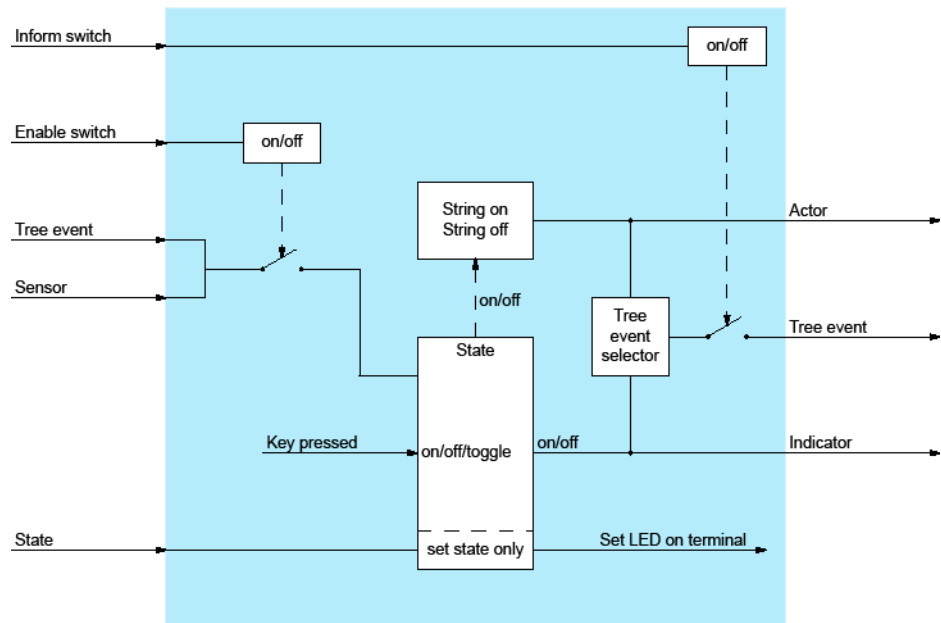 Inform switch
on/off
Enable switch
on/off
String on
String off
Actor
Tree event
Sensor
on/off
Tree
event
selector
Tree event
State
Key pressed
on/off/toggle
on/off
Indicator
State
set state only
Set LED on terminal